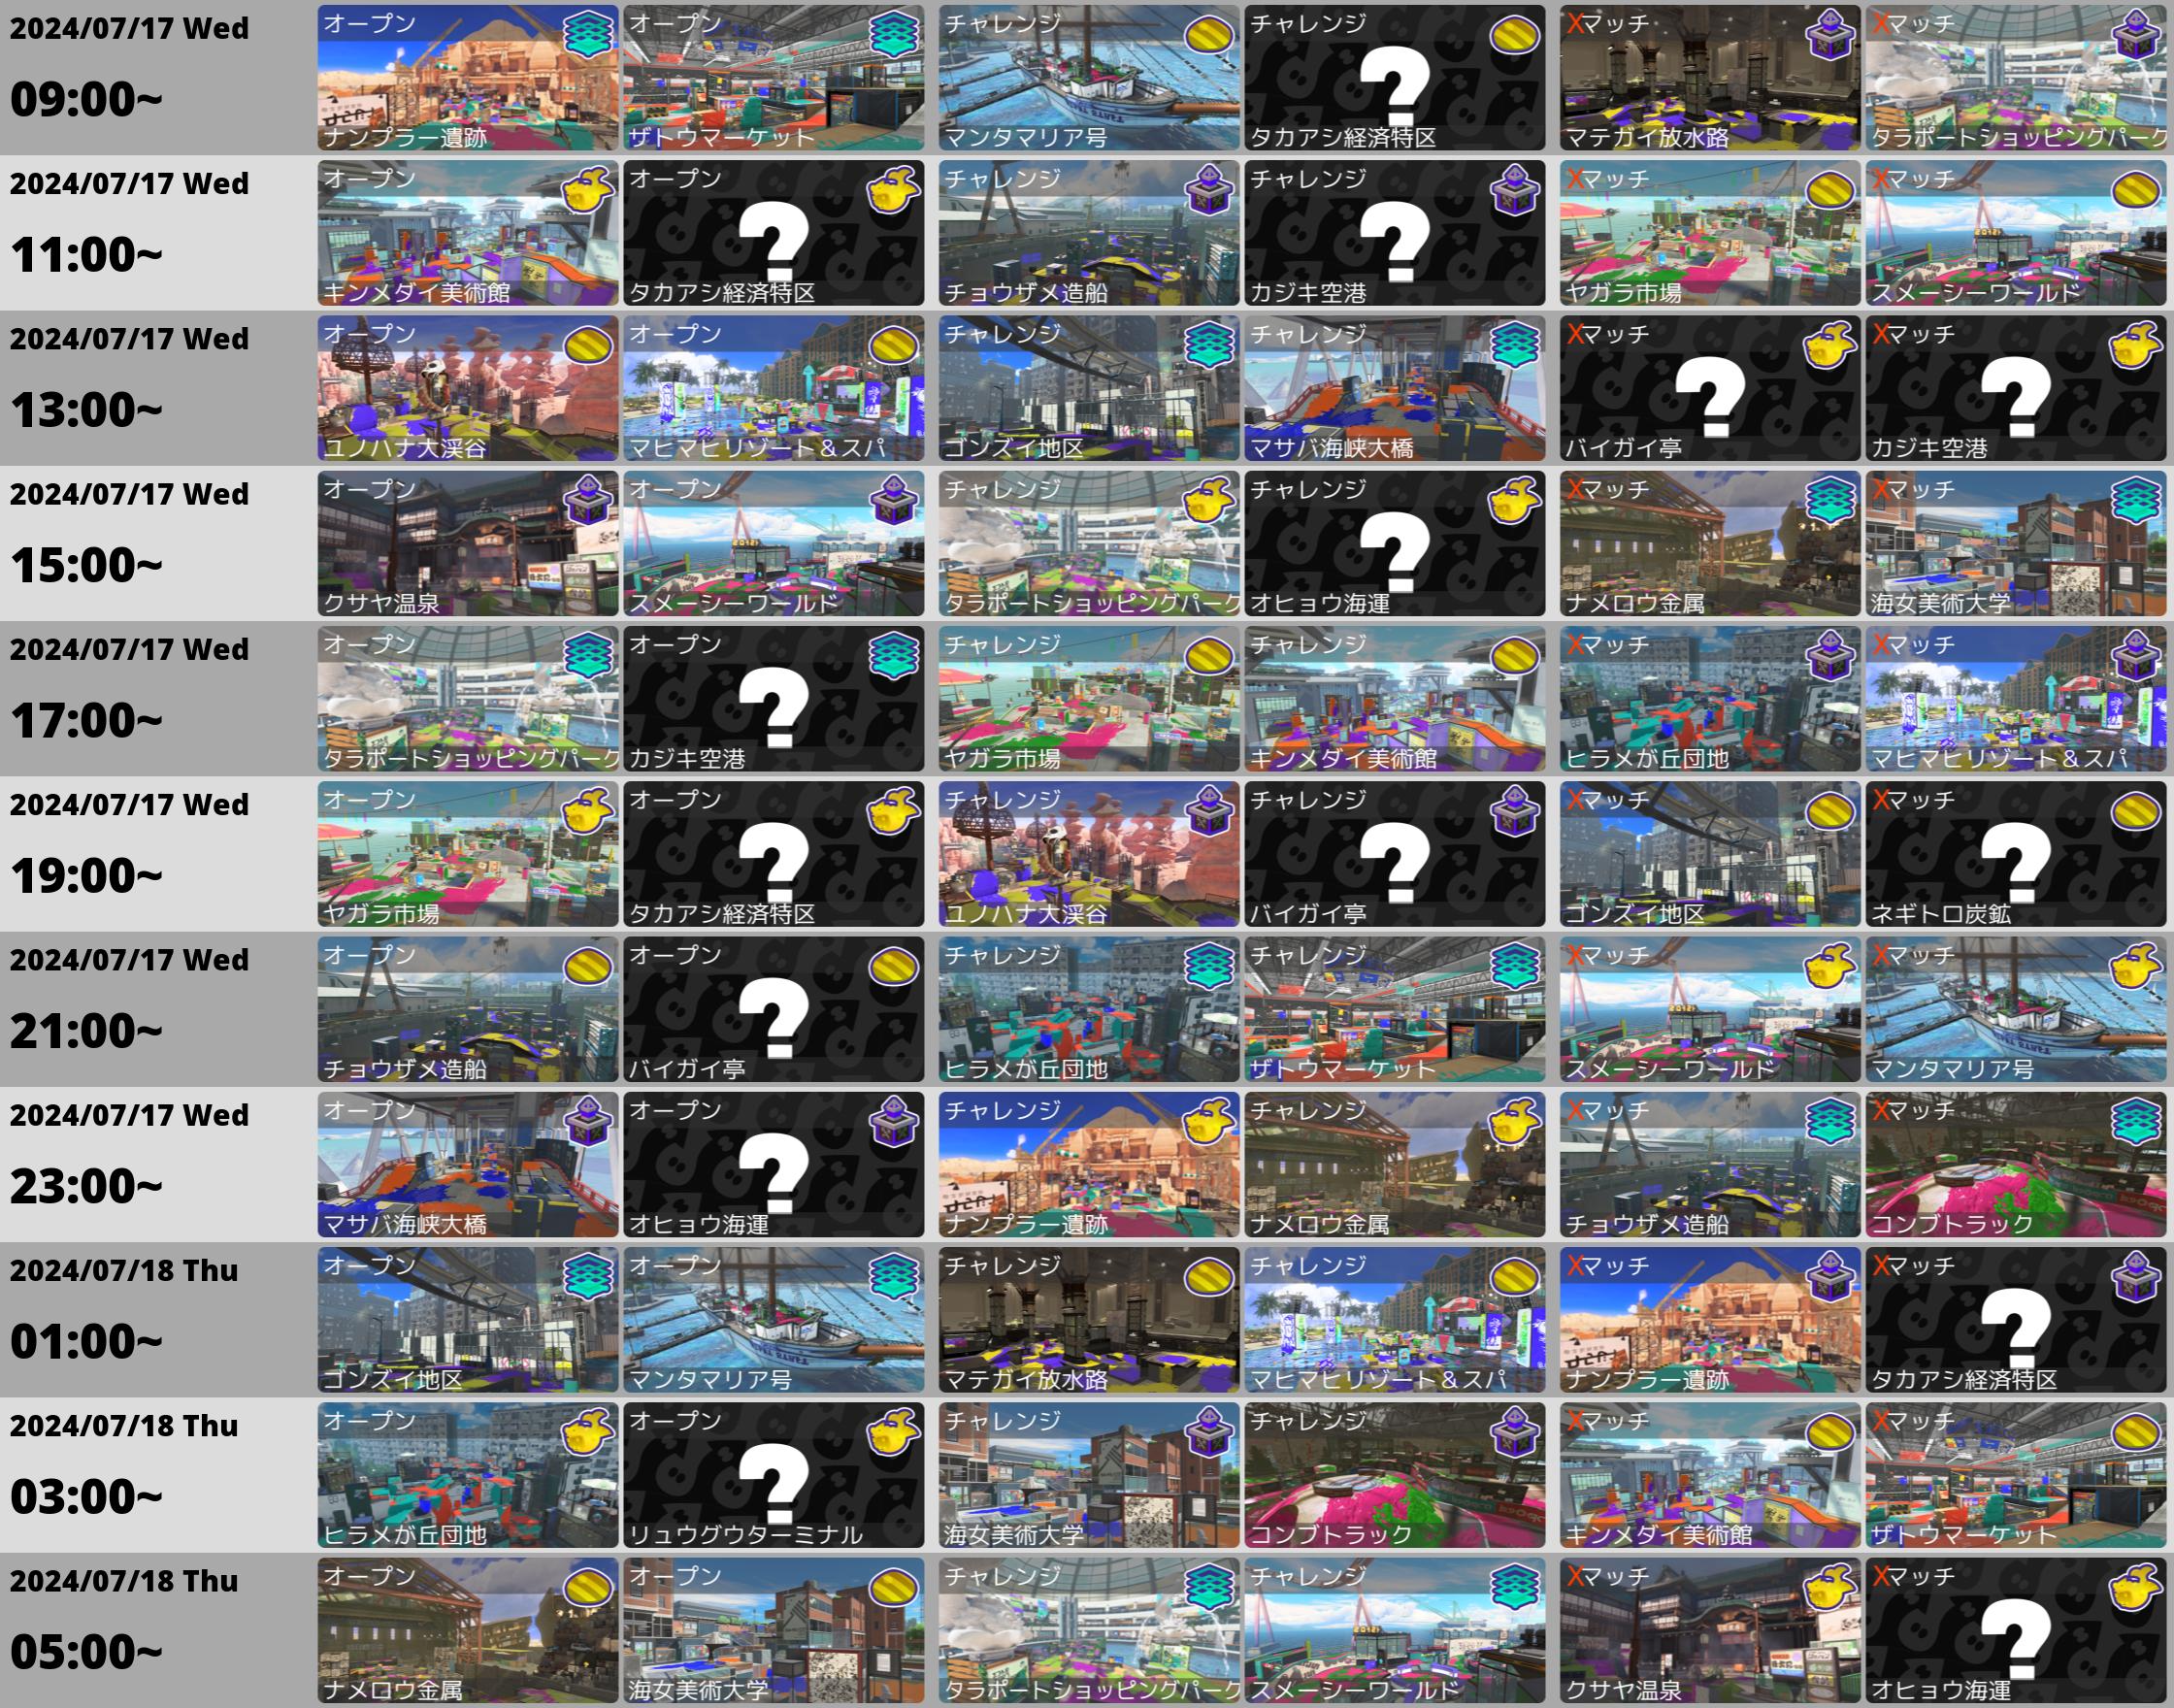 2024/07/17 Wed
09:00~
オープン オープン チャレンジ チャレンジ Xマッチ Xマッチ
ナンプラー遺跡 ザトウマーケット マンタマリア号 タカアシ経済特区 マテガイ放水路 タラポートショッピングパーク
2024/07/17 Wed
11:00~
オープン オープン チャレンジ チャレンジ Xマッチ Xマッチ
キンメダイ美術館 タカアシ経済特区 チョウザメ造船 カジキ空港 ヤガラ市場 スメーシーワールド
2024/07/17 Wed
13:00~
オープン オープン チャレンジ チャレンジ Xマッチ Xマッチ
ユノハナ大渓谷 マヒマヒリゾート＆スパ ゴンズイ地区 マサバ海峡大橋 バイガイ亭 カジキ空港
2024/07/17 Wed
15:00~
オープン オープン チャレンジ チャレンジ Xマッチ Xマッチ
クサヤ温泉 スメーシーワールド タラポートショッピングパーク オヒョウ海運 ナメロウ金属 海女美術大学
2024/07/17 Wed
17:00~
オープン オープン チャレンジ チャレンジ Xマッチ Xマッチ
タラポートショッピングパーク カジキ空港 ヤガラ市場 キンメダイ美術館 ヒラメが丘団地 マヒマヒリゾート＆スパ
2024/07/17 Wed
19:00~
オープン オープン チャレンジ チャレンジ Xマッチ Xマッチ
ヤガラ市場 タカアシ経済特区 ユノハナ大渓谷 バイガイ亭 ゴンズイ地区 ネギトロ炭鉱
2024/07/17 Wed
21:00~
オープン オープン チャレンジ チャレンジ Xマッチ Xマッチ
チョウザメ造船 バイガイ亭 ヒラメが丘団地 ザトウマーケット スメーシーワールド マンタマリア号
2024/07/17 Wed
23:00~
オープン オープン チャレンジ チャレンジ Xマッチ Xマッチ
マサバ海峡大橋 オヒョウ海運 ナンプラー遺跡 ナメロウ金属 チョウザメ造船 コンブトラック
2024/07/18 Thu
01:00~
オープン オープン チャレンジ チャレンジ Xマッチ Xマッチ
ゴンズイ地区 マンタマリア号 マテガイ放水路 マヒマヒリゾート＆スパ ナンプラー遺跡 タカアシ経済特区
2024/07/18 Thu
03:00~
オープン オープン チャレンジ チャレンジ Xマッチ Xマッチ
ヒラメが丘団地 リュウグウターミナル 海女美術大学 コンブトラック キンメダイ美術館 ザトウマーケット
2024/07/18 Thu
05:00~
オープン オープン チャレンジ チャレンジ Xマッチ Xマッチ
ナメロウ金属 海女美術大学 タラポートショッピングパーク スメーシーワールド クサヤ温泉 オヒョウ海運